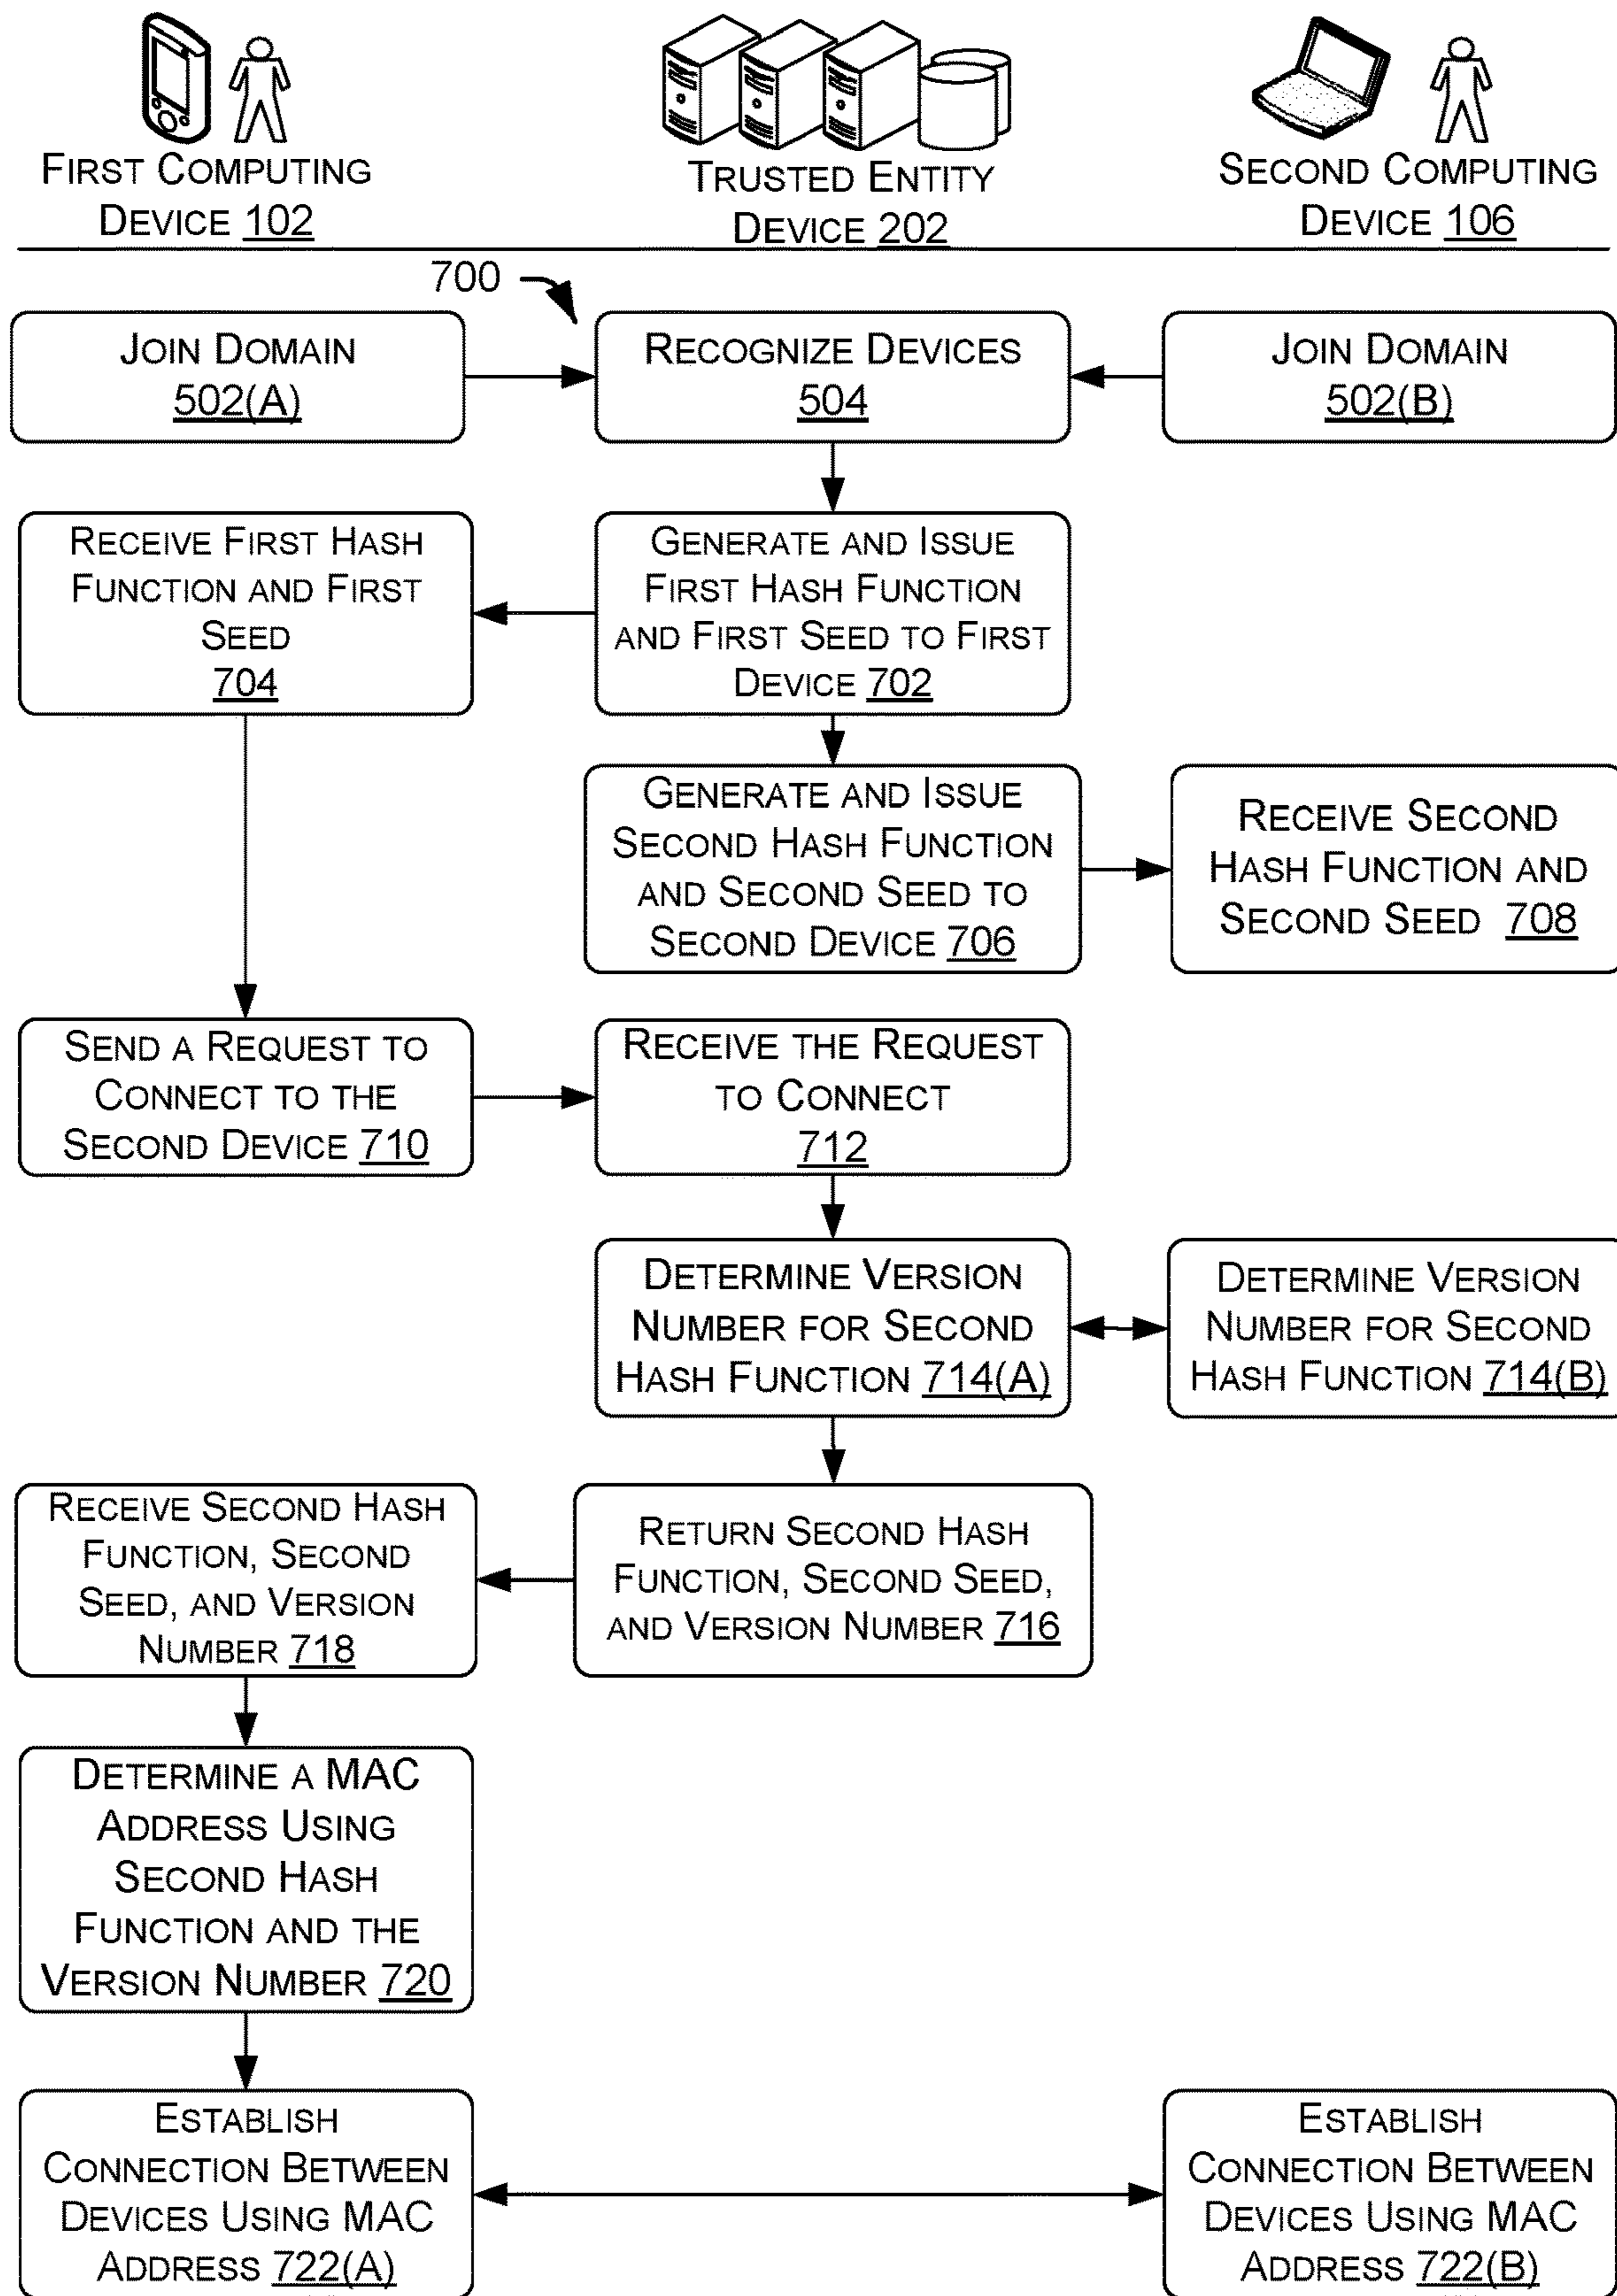 FIRST COMPUTING
DEVICE 102
TRUSTED ENTITY
DEVICE 202
SECOND COMPUTING
DEVICE 106
700
JOIN DOMAIN
502(A)
RECOGNIZE DEVICES
504
JOIN DOMAIN
502(B)
RECEIVE FIRST HASH
FUNCTION AND FIRST
SEED
704
GENERATE AND ISSUE
FIRST HASH FUNCTION
AND FIRST SEED TO FIRST
DEVICE 702
GENERATE AND ISSUE
SECOND HASH FUNCTION
AND SECOND SEED TO
SECOND DEVICE 706
RECEIVE SECOND
HASH FUNCTION AND
SECOND SEED 708
SEND A REQUEST TO
CONNECT TO THE
SECOND DEVICE 710
RECEIVE THE REQUEST
TO CONNECT
712
DETERMINE VERSION
NUMBER FOR SECOND
HASH FUNCTION 714(A)
DETERMINE VERSION
NUMBER FOR SECOND
HASH FUNCTION 714(B)
RECEIVE SECOND HASH
FUNCTION, SECOND
SEED, AND VERSION
NUMBER 718
RETURN SECOND HASH
FUNCTION, SECOND SEED,
AND VERSION NUMBER 716
DETERMINE A MAC
ADDRESS USING
SECOND HASH
FUNCTION AND THE
VERSION NUMBER 720
ESTABLISH
CONNECTION BETWEEN
DEVICES USING MAC
ADDRESS 722(A)
ESTABLISH
CONNECTION BETWEEN
DEVICES USING MAC
ADDRESS 722(B)